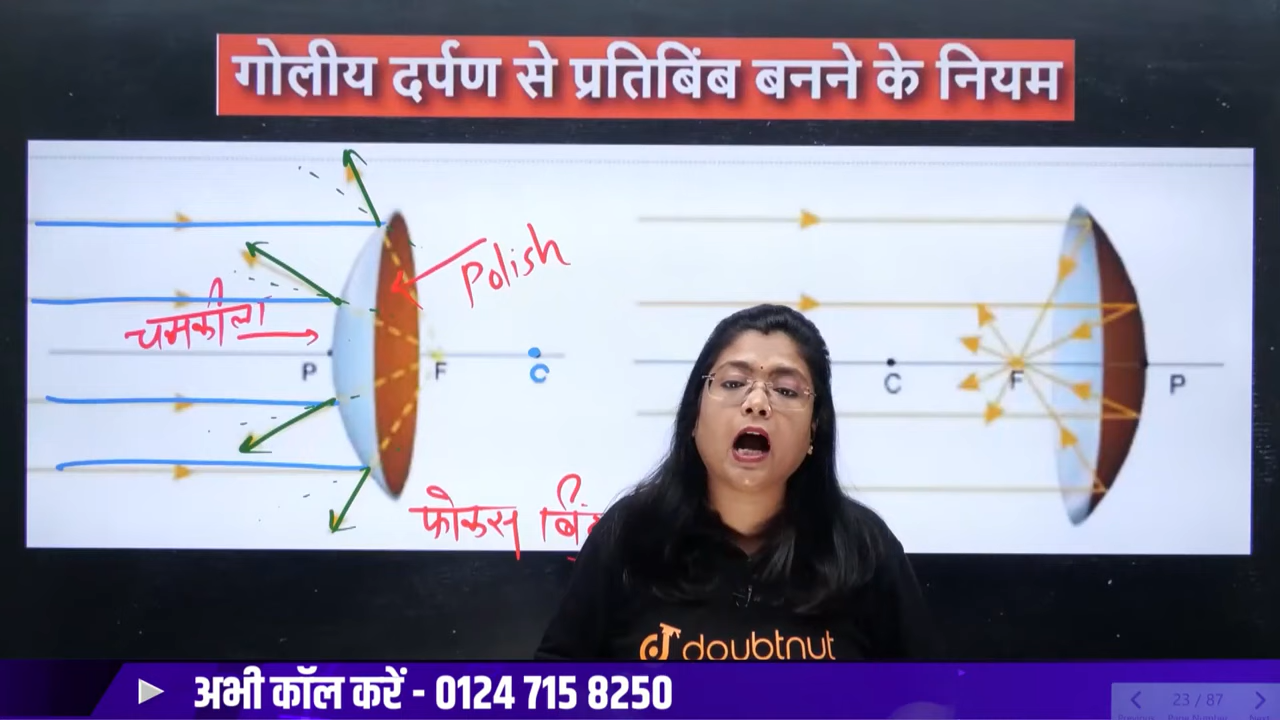 गोलीय दर्पण से प्रतिबिंब बनने के नियम
Polish
चमकीला
P
F
C
C
F
P
फोकस
doubtnut
अभी कॉल करें - 0124 715 8250
23 / 87